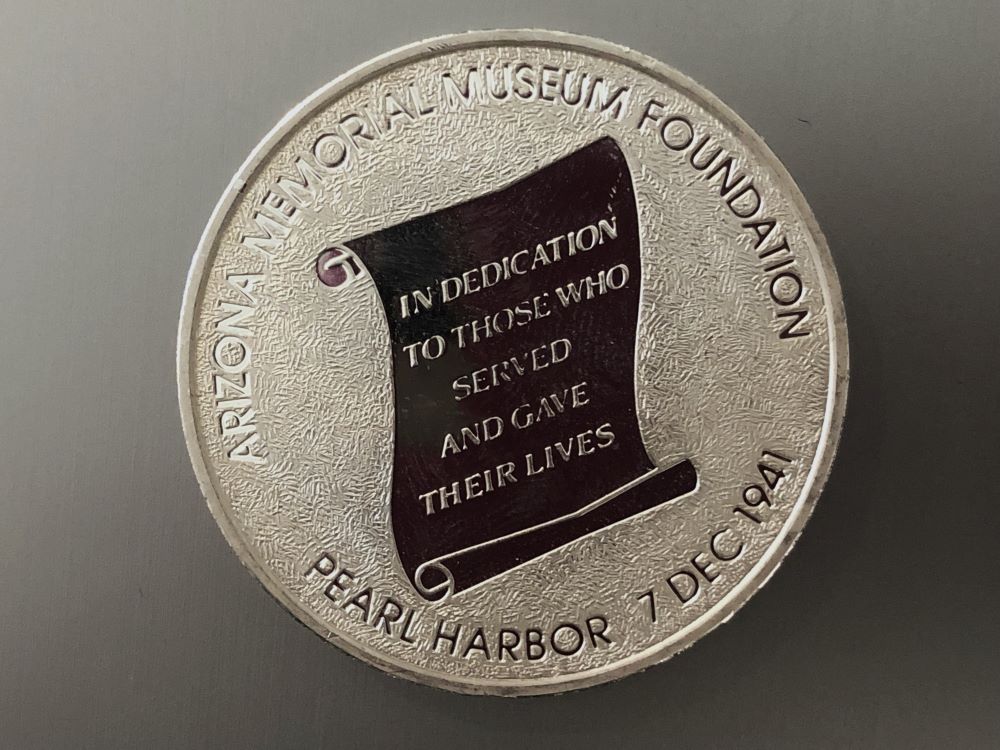 ARIZONA MEMORIAL MUSEUM FOUNDATION
IN DEDICATION
TO THOSE WHO
SERVED
AND GAVE
THEIR LIVES
PEARL HARBOR 7 DEC 1941